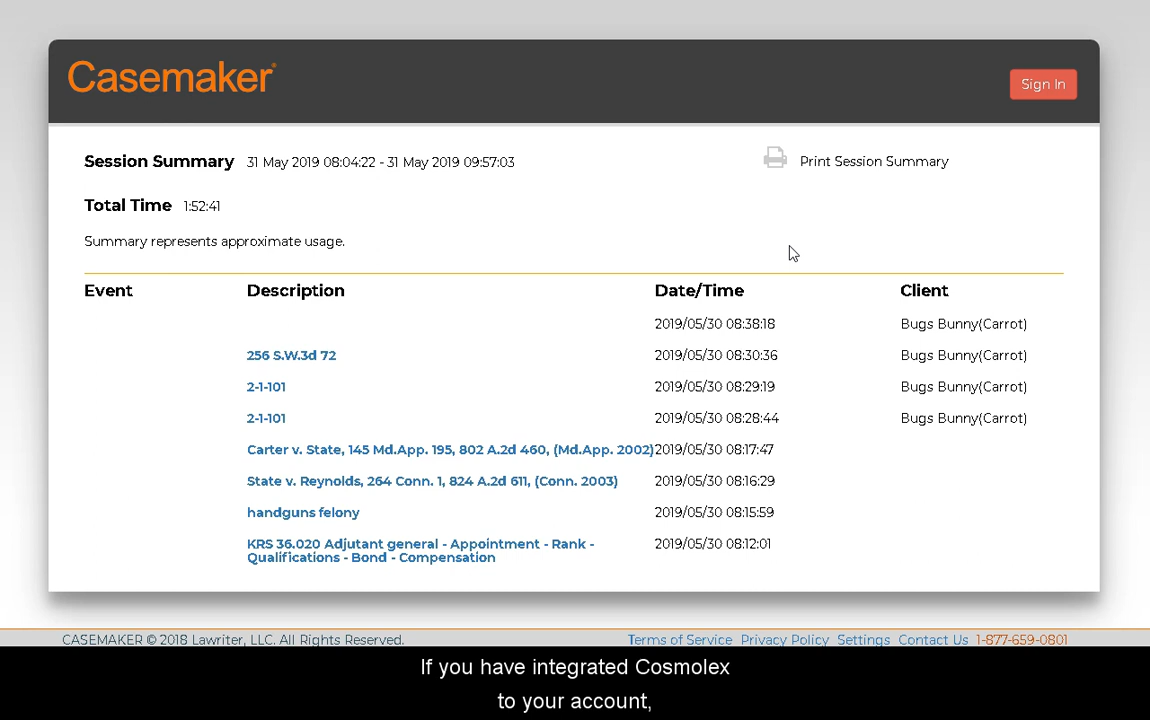 Casemaker®
Sign In
Session Summary 31 May 2019 08:04:22 - 31 May 2019 09:57:03
Print Session Summary
Total Time 1:52:41
Summary represents approximate usage.
Event Description Date/Time Client
2019/05/30 08:38:18 Bugs Bunny(Carrot)
256 S.W.3d 72 2019/05/30 08:30:36 Bugs Bunny(Carrot)
2-1-101 2019/05/30 08:29:19 Bugs Bunny(Carrot)
2-1-101 2019/05/30 08:28:44 Bugs Bunny(Carrot)
Carter v. State, 145 Md.App. 195, 802 A.2d 460, (Md.App. 2002) 2019/05/30 08:17:47
State v. Reynolds, 264 Conn. 1, 824 A.2d 611, (Conn. 2003) 2019/05/30 08:16:29
handguns felony 2019/05/30 08:15:59
KRS 36.020 Adjutant general - Appointment - Rank - 2019/05/30 08:12:01
Qualifications - Bond - Compensation
CASEMAKER © 2018 Lawriter, LLC. All Rights Reserved. Terms of Service Privacy Policy Settings Contact Us 1-877-659-0801
If you have integrated Cosmolex
to your account,